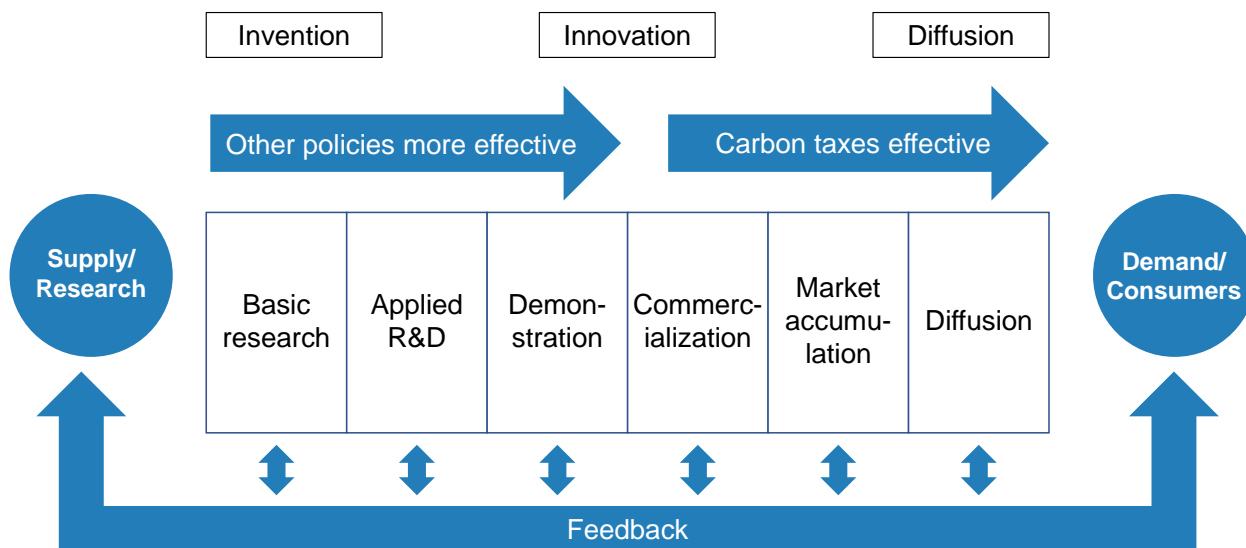 Invention
Innovation
Diffusion
Other policies more effective
Carbon taxes effective
Supply/
Research
Basic
research
Applied
R&D
Demon-
stration
Commerc-
ialization
Market
accumu-
lation
Diffusion
Demand/
Consumers
Feedback